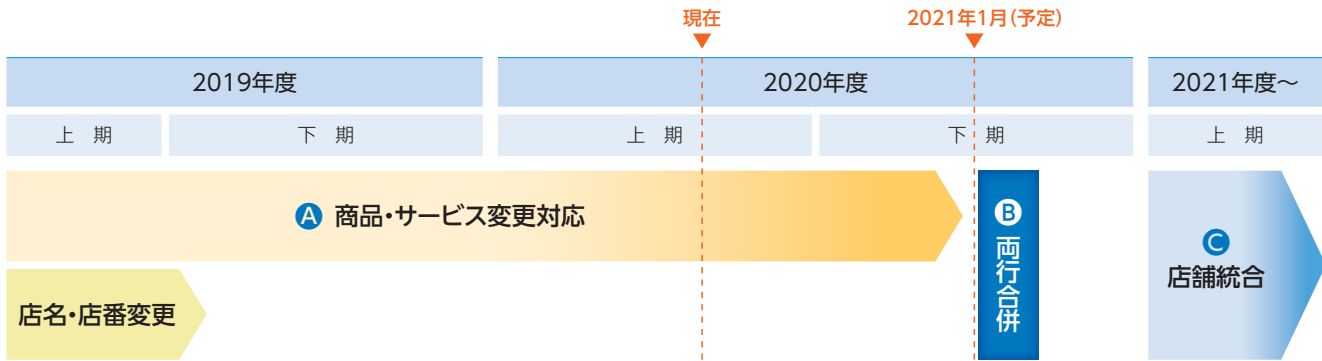 現在
2021年1月(予定)
2019年度
2020年度
2021年度～
上 期
下 期
上 期
下 期
上 期
A 商品・サービス変更対応
B 両行合併
C
店舗統合
店名・店番変更